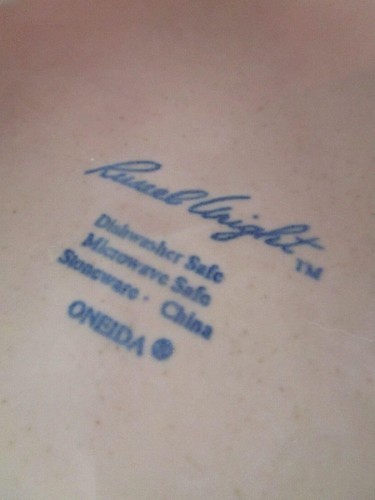 Russel Wright TM
Dishwasher Safe
Microwave Safe
Stoneware · China
ONEIDA ®